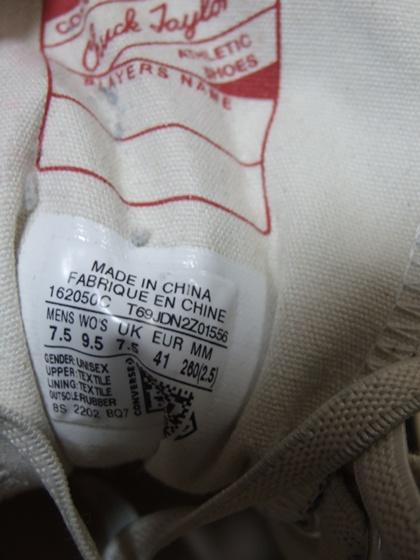 CO
Chuck Taylor
ATHLETIC
SHOES
PLAYERS NAME
MADE IN CHINA
FABRIQUE EN CHINE
162050C T69JDN2Z01556
MENS WO'S UK EUR MM
7.5 9.5 41 260(2.5)
GENDER:UNISEX
UPPER:TEXTILE
LINING:TEXTILE
OUTSOLE:RUBBER
BS 2202 BQ7
CONVERSE